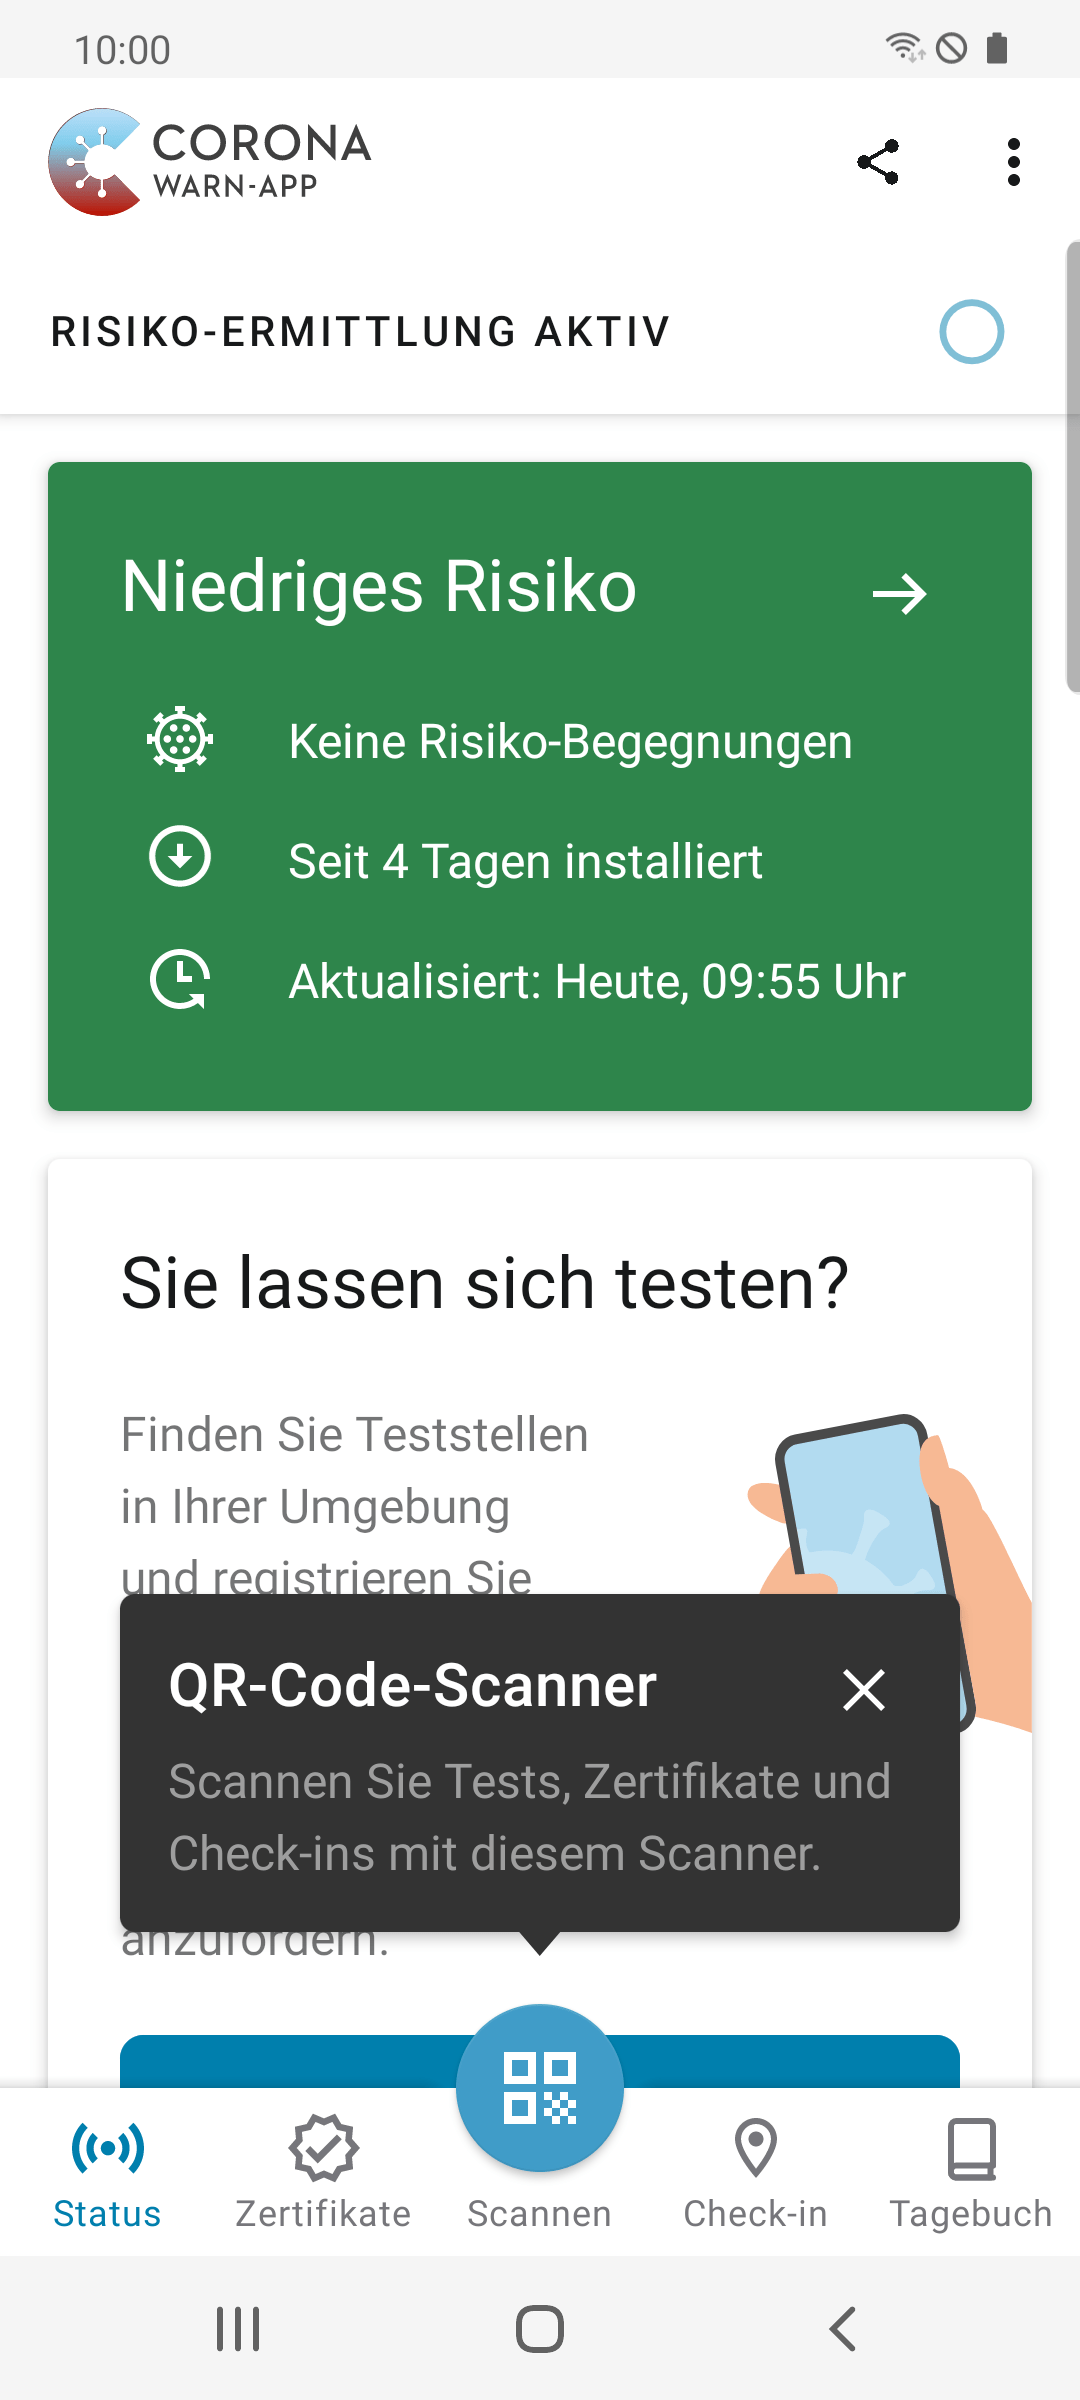 10:00
CORONA
WARN-APP
RISIKO-ERMITTLUNG AKTIV
Niedriges Risiko
Keine Risiko-Begegnungen
Seit 4 Tagen installiert
Aktualisiert: Heute, 09:55 Uhr
Sie lassen sich testen?
Finden Sie Teststellen
in Ihrer Umgebung
und registrieren Sie
QR-Code-Scanner
Scannen Sie Tests, Zertifikate und
Check-ins mit diesem Scanner.
anzufordern.
Status
Zertifikate
Scannen
Check-in
Tagebuch